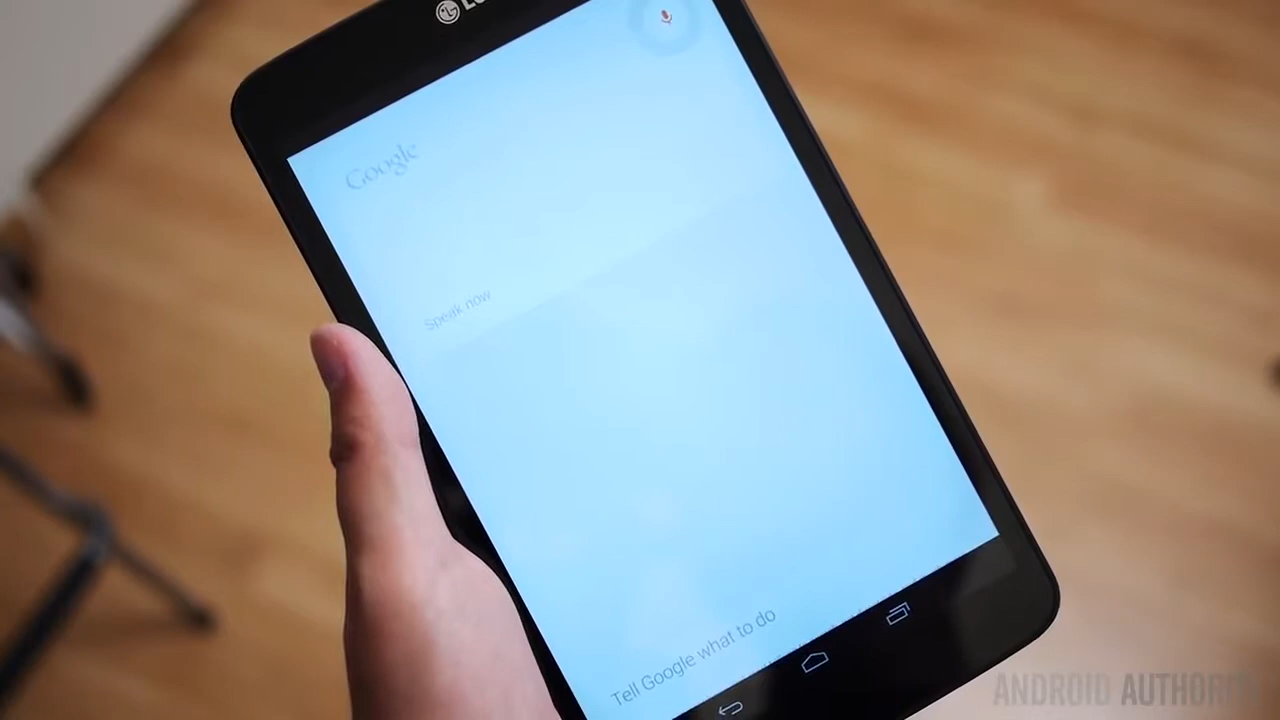 LG
Google
Speak now
Tell Google what to do
ANDROID AUTHORITY